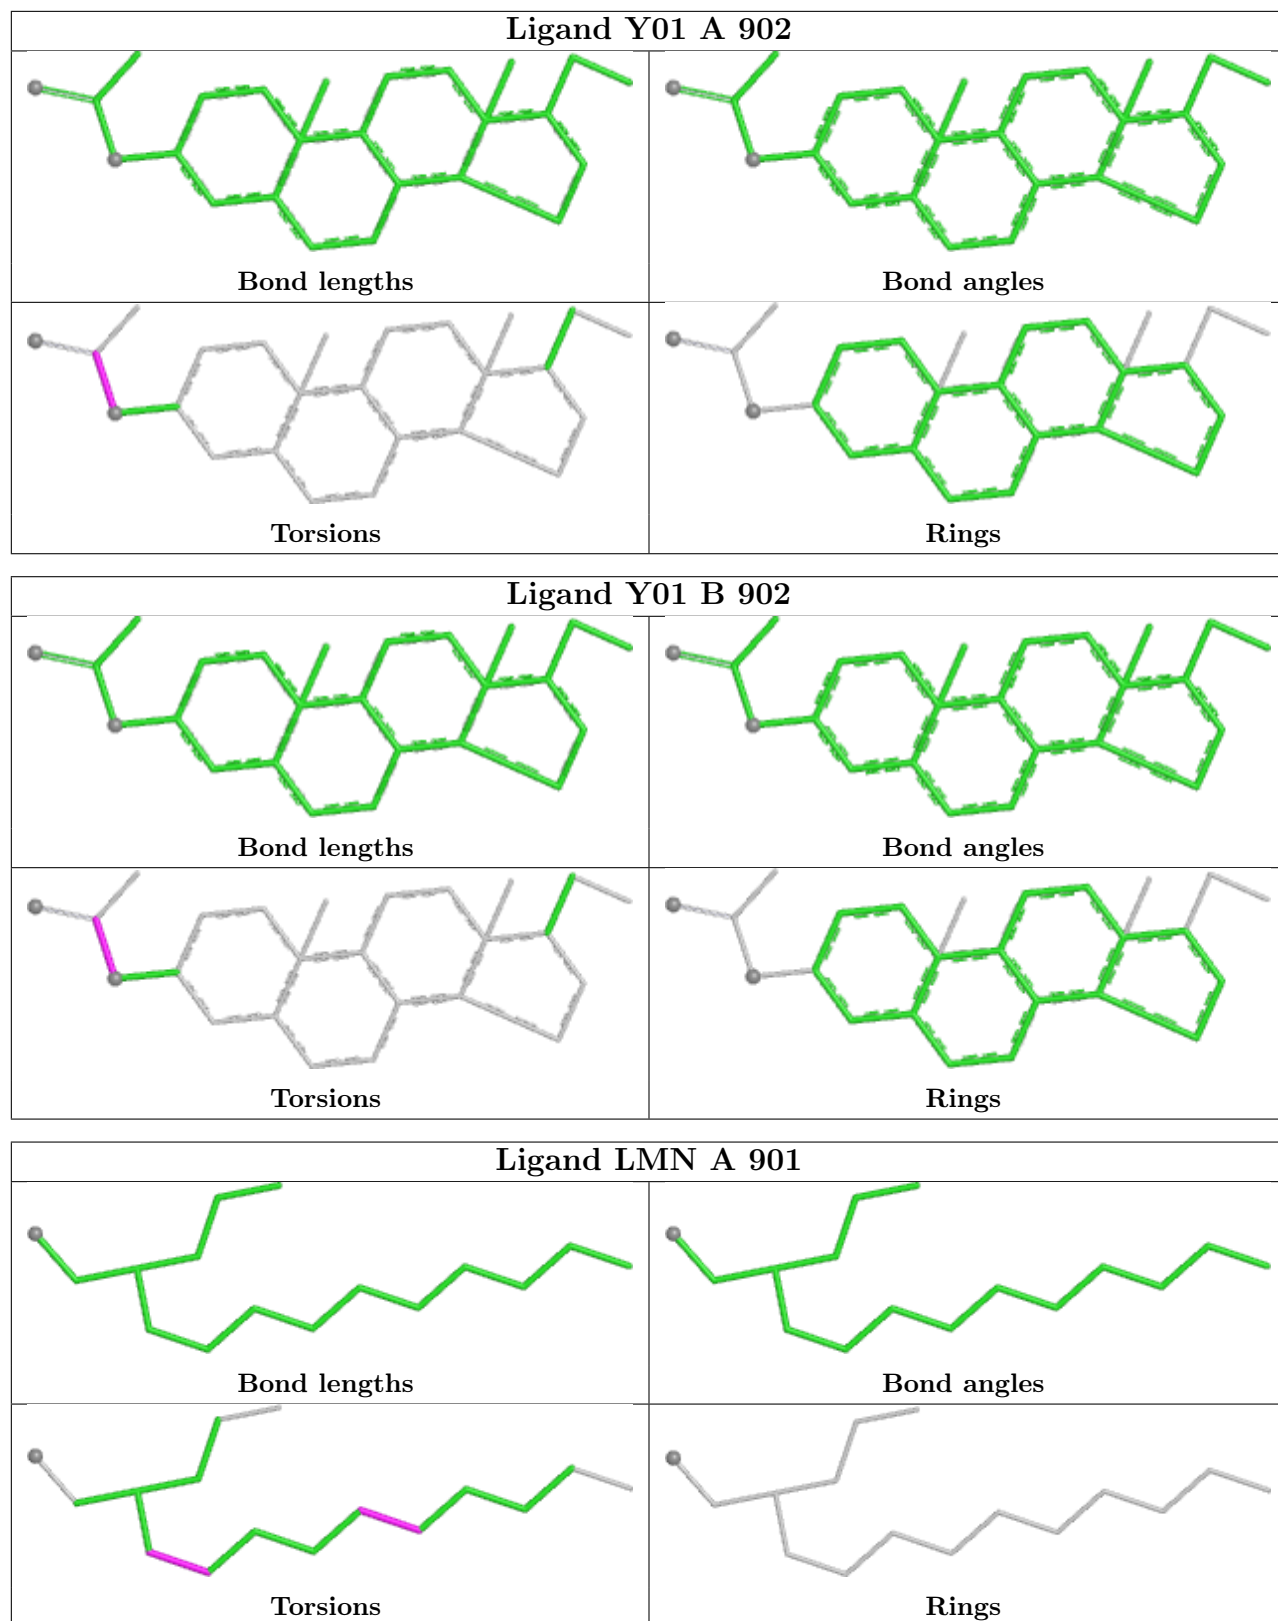 Ligand Y01 A 902
Bond lengths
Bond angles
Torsions
Rings
Ligand Y01 B 902
Bond lengths
Bond angles
Torsions
Rings
Ligand LMN A 901
Bond lengths
Bond angles
Torsions
Rings